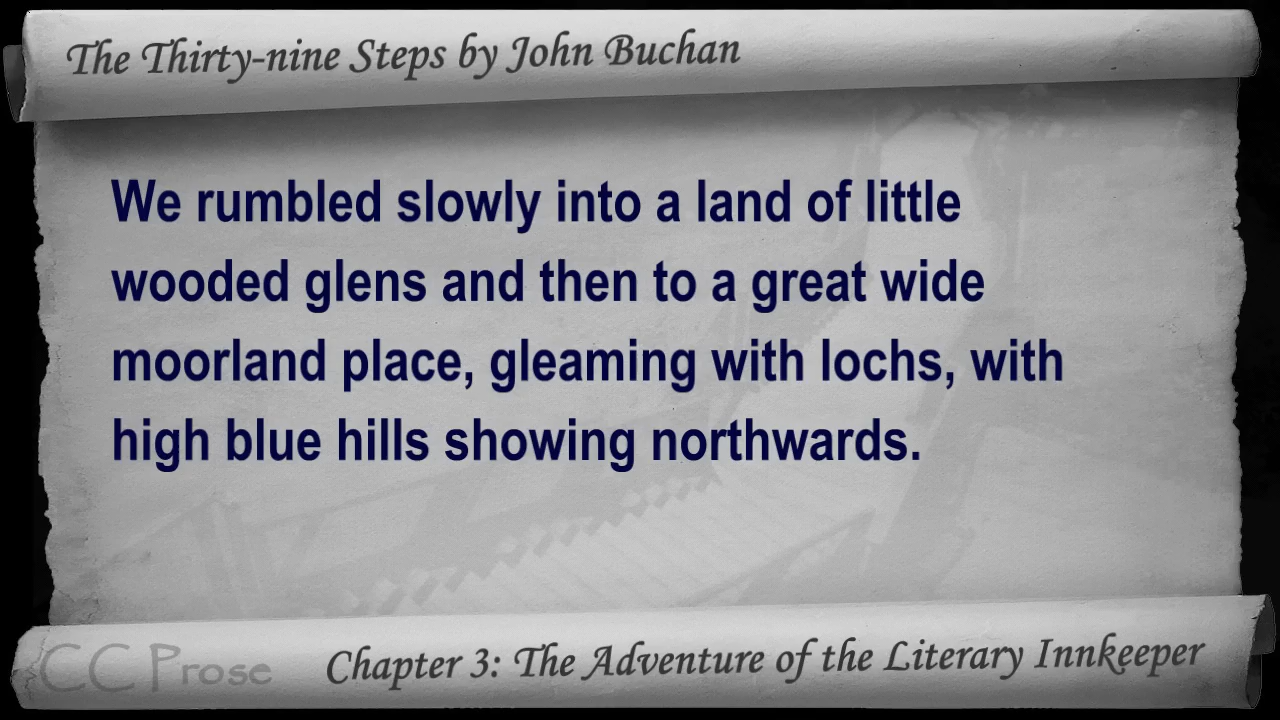 The Thirty-nine Steps by John Buchan
We rumbled slowly into a land of little
wooded glens and then to a great wide
moorland place, gleaming with lochs, with
high blue hills showing northwards.
CC Prose
Chapter 3: The Adventure of the Literary Innkeeper